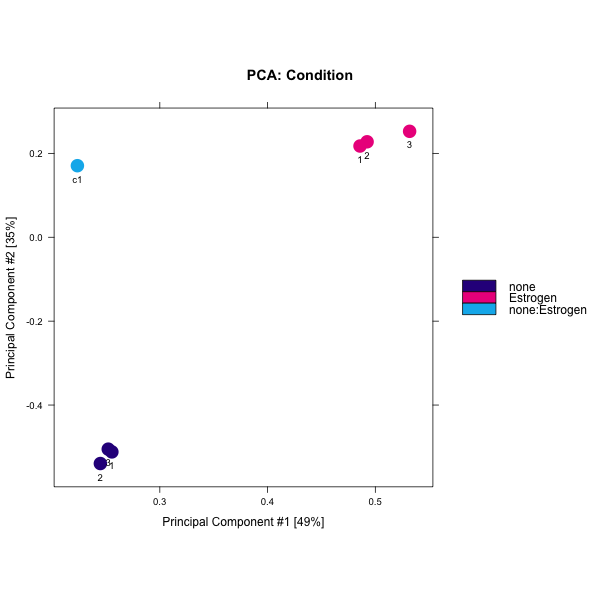 PCA: Condition
Principal Component #2 [35%]
0.2
0.0
-0.2
-0.4
c1
1
2
3
3
1
2
0.3
0.4
0.5
Principal Component #1 [49%]
none
Estrogen
none:Estrogen